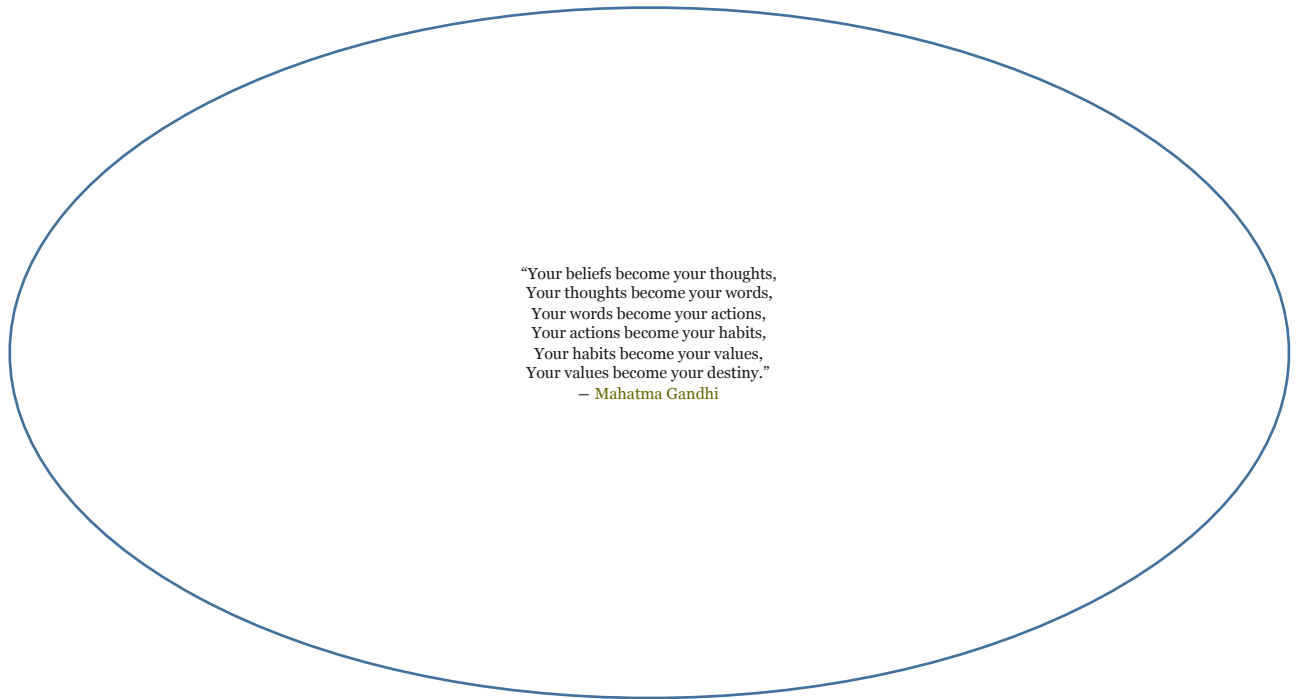 “Your beliefs become your thoughts,
Your thoughts become your words,
Your words become your actions,
Your actions become your habits,
Your habits become your values,
Your values become your destiny.”
― Mahatma Gandhi